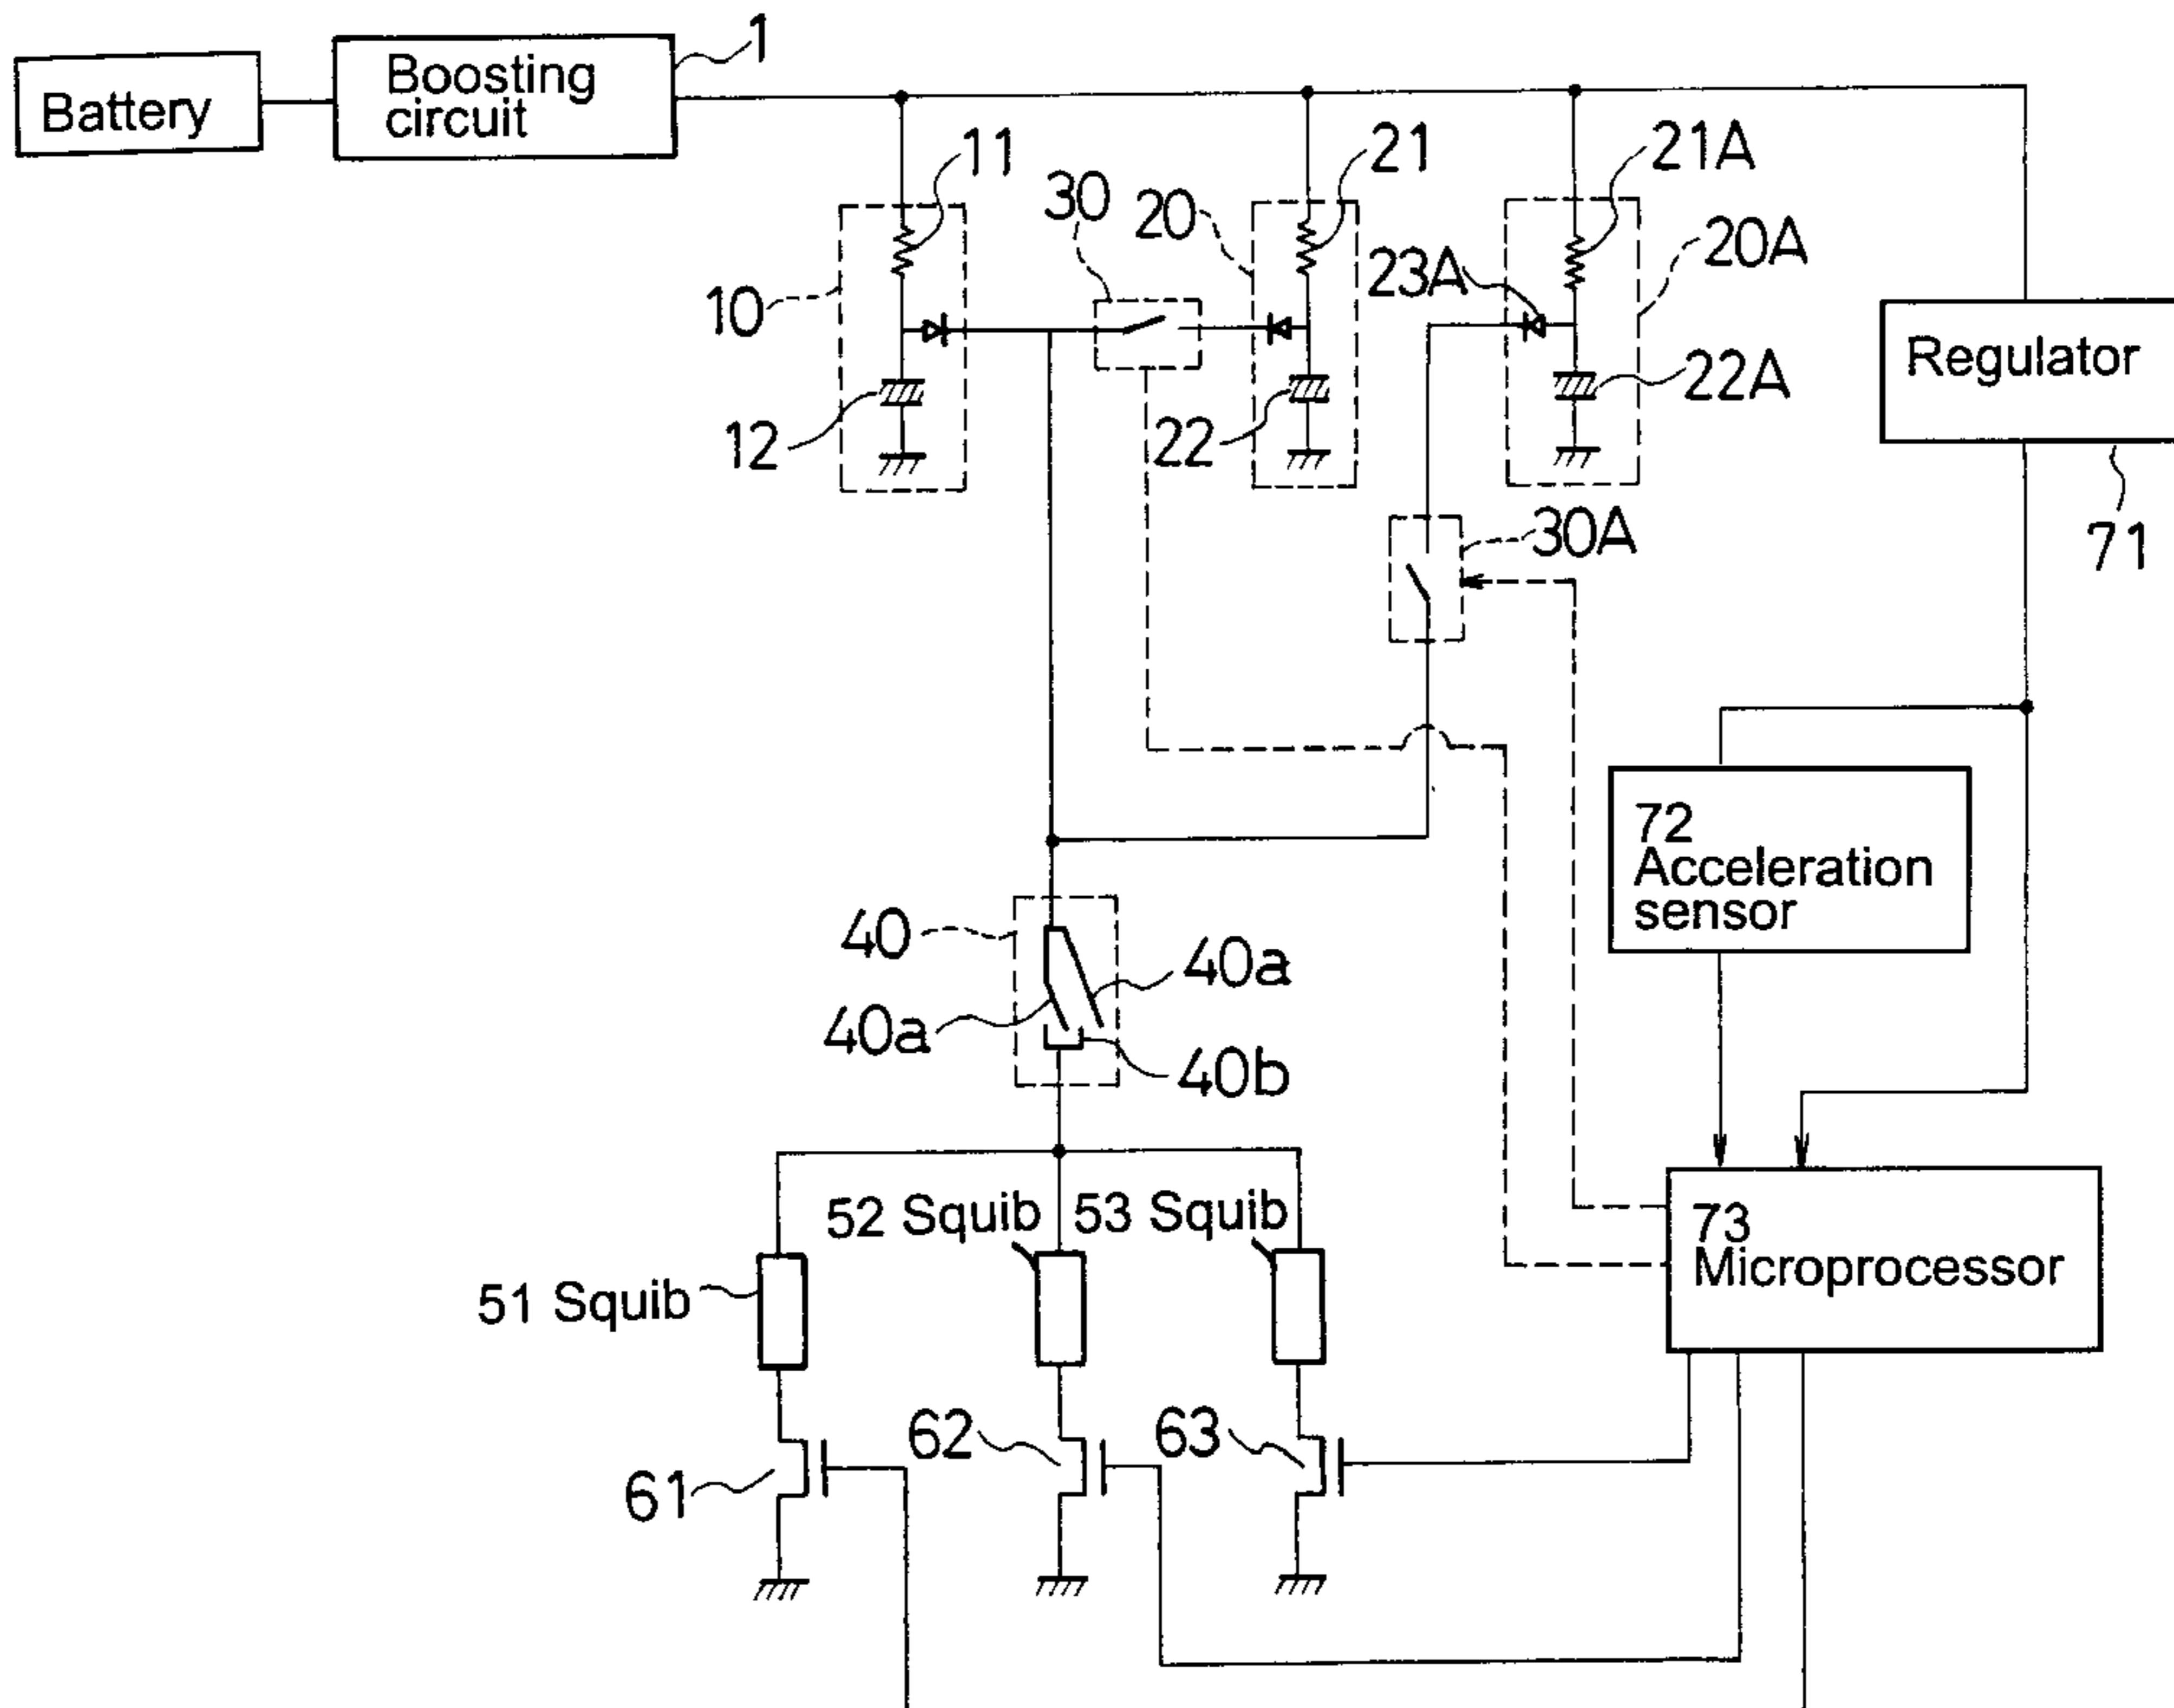 1
Battery
Boosting
circuit
11
21
21A
30
20
20A
23A
10
Regulator
22A
12
22
30A
71
72
Acceleration
sensor
40
40a
40a
40b
52 Squib
53 Squib
73
Microprocessor
51 Squib
62
63
61